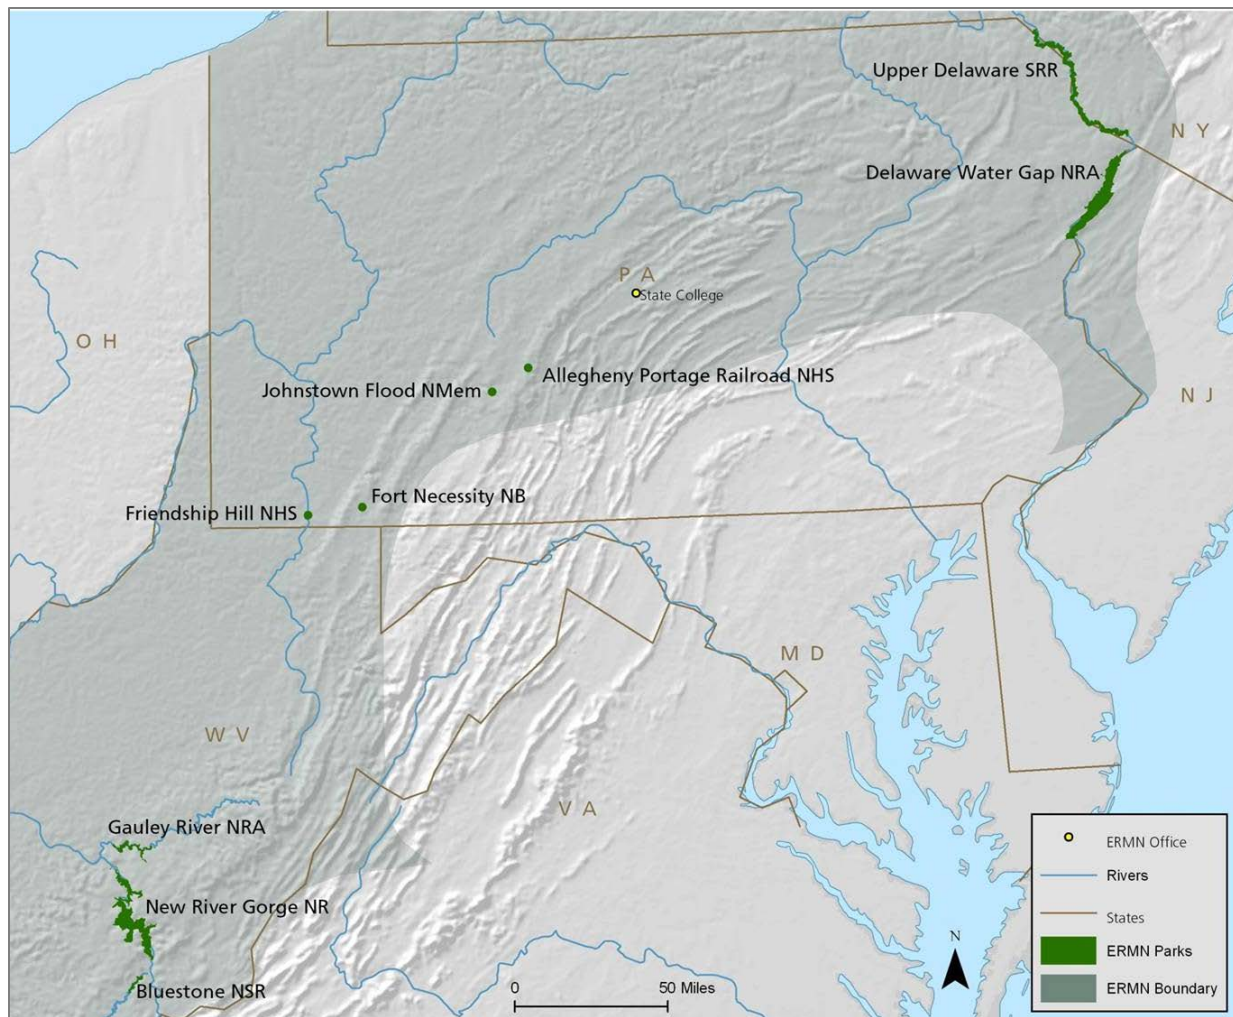 Upper Delaware SRR
N Y
Delaware Water Gap NRA
P A
State College
O H
Allegheny Portage Railroad NHS
Johnstown Flood NMem
N J
Fort Necessity NB
Friendship Hill NHS
M D
W V
V A
Gauley River NRA
New River Gorge NR
Bluestone NSR
0 50 Miles
N
ERMN Office
Rivers
States
ERMN Parks
ERMN Boundary